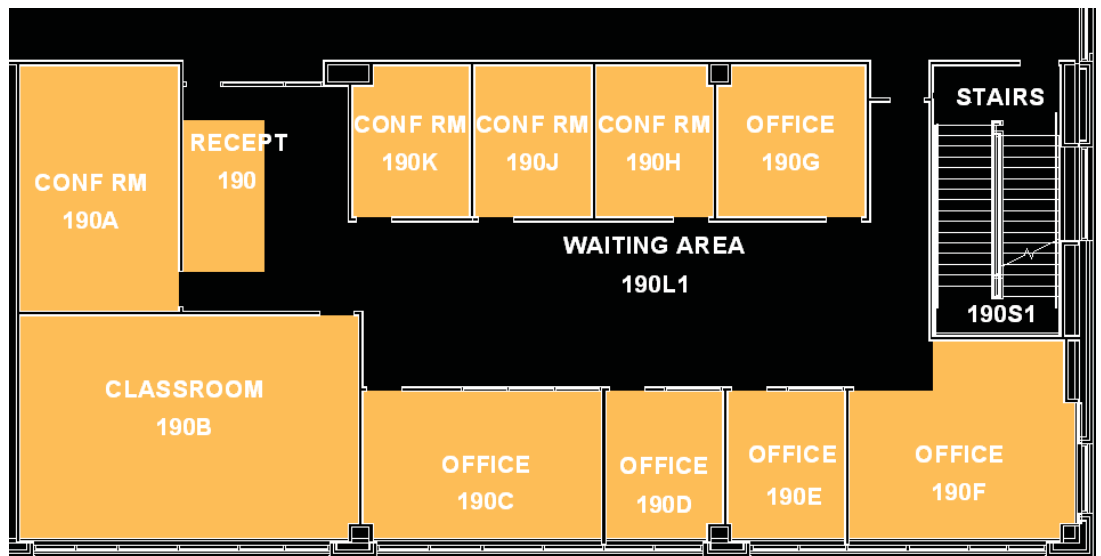 STAIRS
CONF RM
190K
CONF RM
190J
CONF RM
190H
OFFICE
190G
RECEPT
190
CONF RM
190A
WAITING AREA
190L1
190S1
CLASSROOM
190B
OFFICE
190C
OFFICE
190D
OFFICE
190E
OFFICE
190F